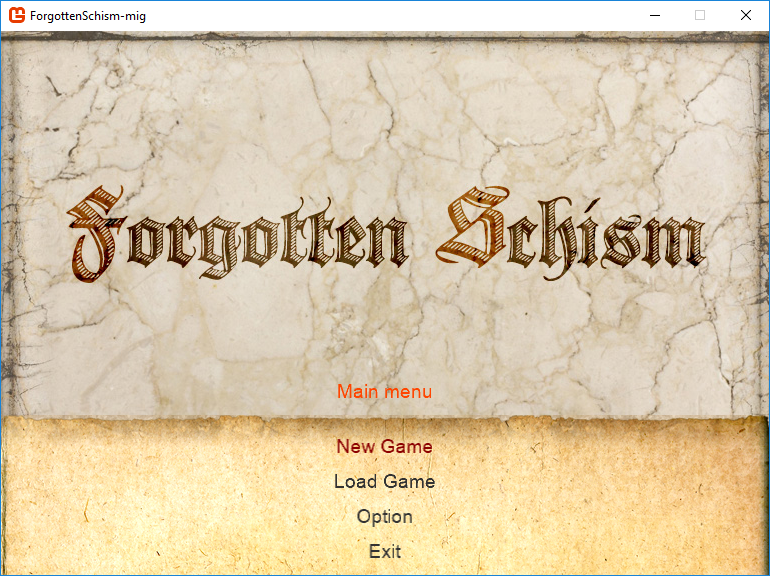 ForgottenSchism-mig
Forgotten Schism
Main menu
New Game
Load Game
Option
Exit